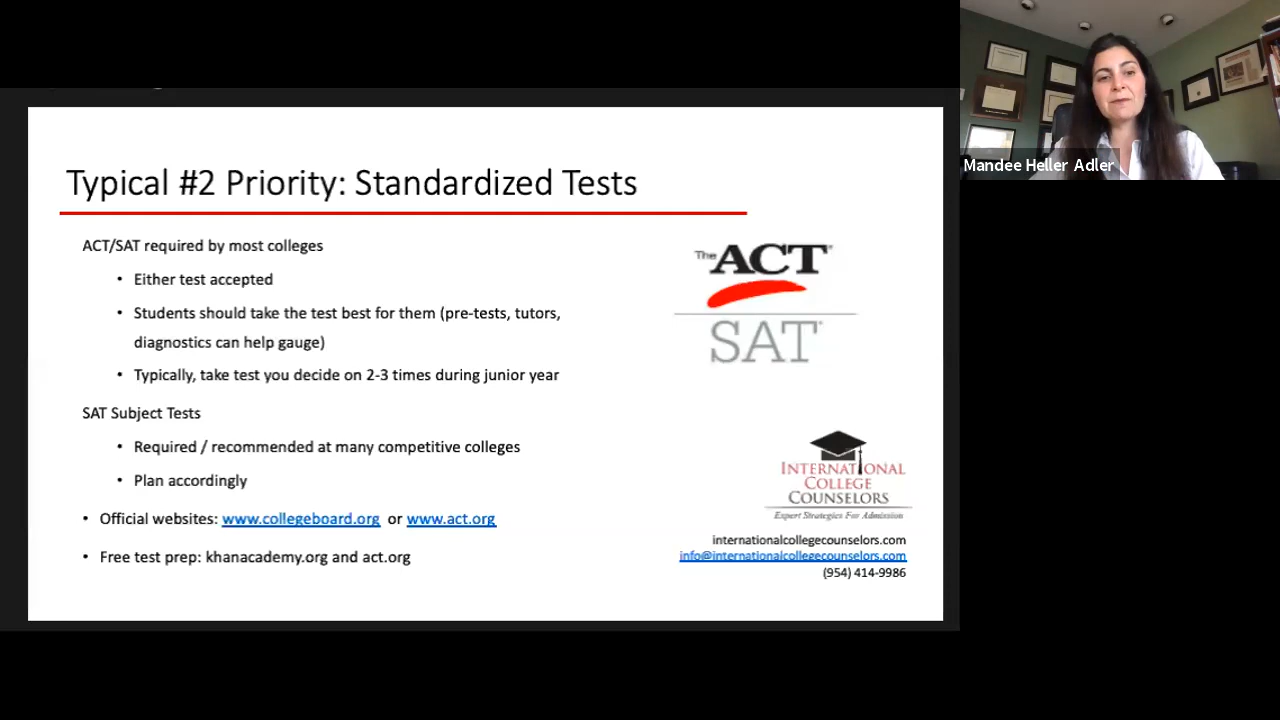 Typical #2 Priority: Standardized Tests
ACT/SAT required by most colleges
• Either test accepted
• Students should take the test best for them (pre-tests, tutors,
diagnostics can help gauge)
• Typically, take test you decide on 2-3 times during junior year
SAT Subject Tests
• Required / recommended at many competitive colleges
• Plan accordingly
• Official websites: www.collegeboard.org or www.act.org
• Free test prep: khanacademy.org and act.org
The ACT®
SAT®
INTERNATIONAL
COLLEGE
COUNSELORS
Expert Strategies For Admission
internationalcollegecounselors.com
info@internationalcollegecounselors.com
(954) 414-9986
Mandee Heller Adler